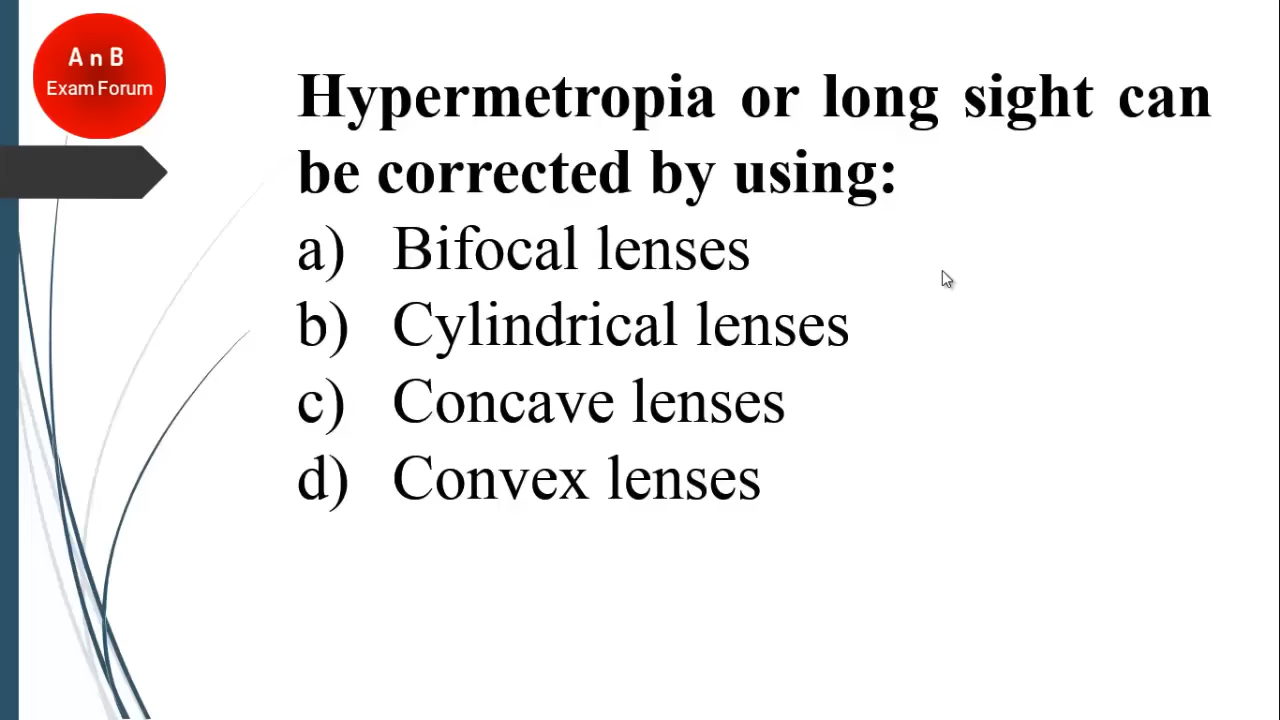 A n B
Exam Forum
Hypermetropia or long sight can
be corrected by using:
a) Bifocal lenses
b) Cylindrical lenses
c) Concave lenses
d) Convex lenses